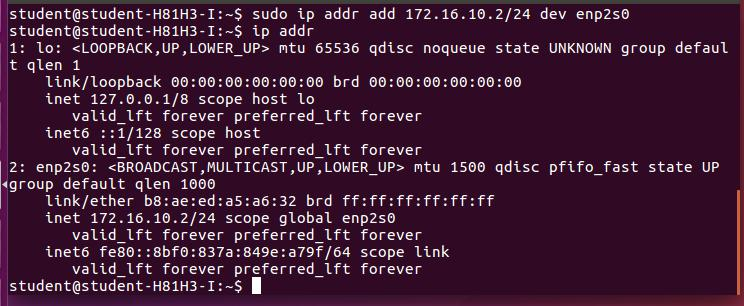 student@student-H81H3-I:~$ sudo ip addr add 172.16.10.2/24 dev enp2s0
student@student-H81H3-I:~$ ip addr
1: lo: <LOOPBACK,UP,LOWER_UP> mtu 65536 qdisc noqueue state UNKNOWN group defaul
t qlen 1
    link/loopback 00:00:00:00:00:00 brd 00:00:00:00:00:00
    inet 127.0.0.1/8 scope host lo
       valid_lft forever preferred_lft forever
    inet6 ::1/128 scope host
       valid_lft forever preferred_lft forever
2: enp2s0: <BROADCAST,MULTICAST,UP,LOWER_UP> mtu 1500 qdisc pfifo_fast state UP
group default qlen 1000
    link/ether b8:ae:ed:a5:a6:32 brd ff:ff:ff:ff:ff:ff
    inet 172.16.10.2/24 scope global enp2s0
       valid_lft forever preferred_lft forever
    inet6 fe80::8bf0:837a:849e:a79f/64 scope link
       valid_lft forever preferred_lft forever
student@student-H81H3-I:~$